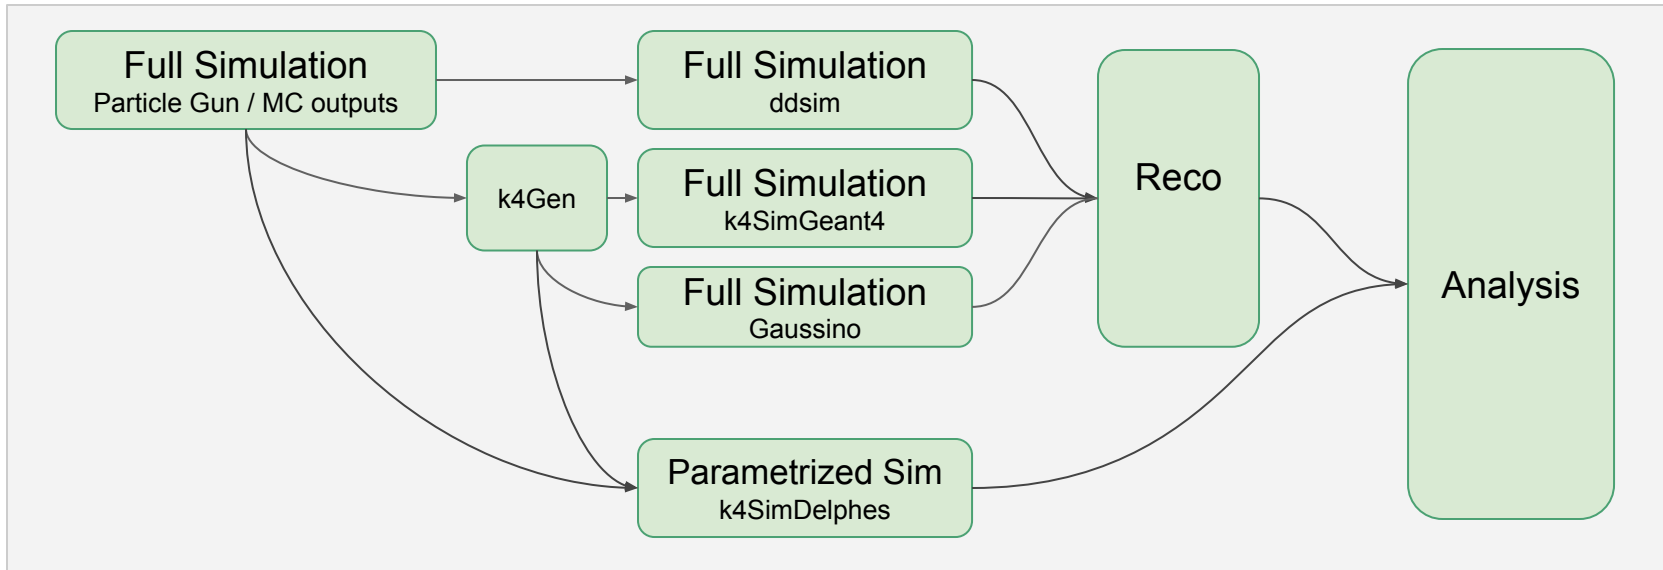 Full Simulation
Particle Gun / MC outputs
Full Simulation
ddsim
k4Gen
Full Simulation
k4SimGeant4
Full Simulation
Gaussino
Parametrized Sim
k4SimDelphes
Reco
Analysis